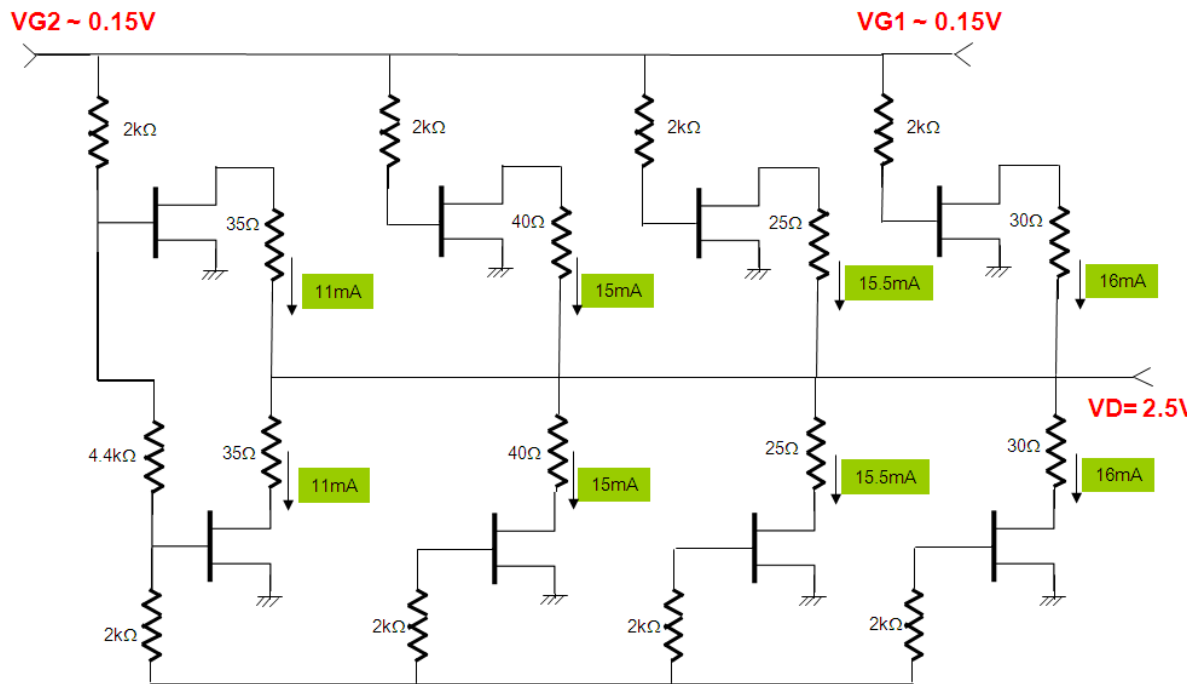 VG2 ~ 0.15V
VG1 ~ 0.15V
2kΩ
2kΩ
2kΩ
2kΩ
35Ω
40Ω
25Ω
30Ω
11mA
15mA
15.5mA
16mA
VD= 2.5V
4.4kΩ
35Ω
40Ω
25Ω
30Ω
11mA
15mA
15.5mA
16mA
2kΩ
2kΩ
2kΩ
2kΩ